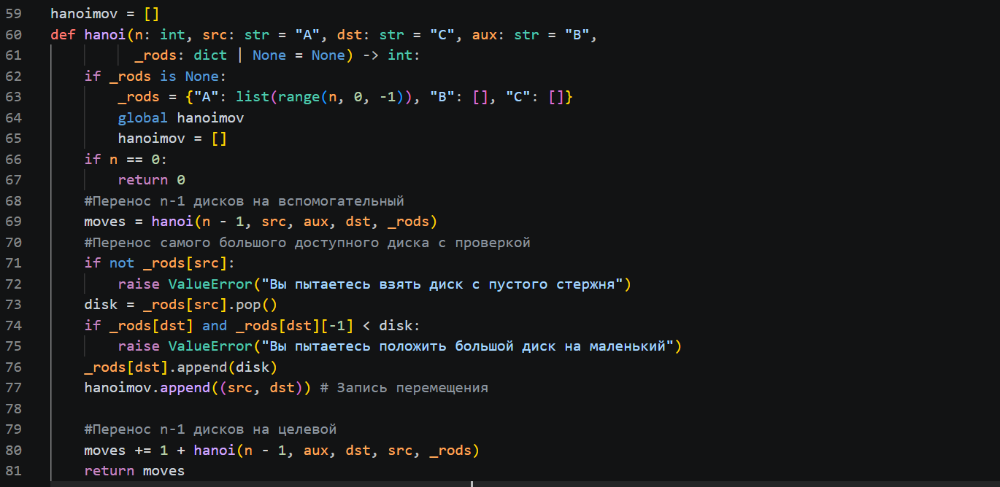 59 hanoimov = []
60 def hanoi(n: int, src: str = "A", dst: str = "C", aux: str = "B",
61 _rods: dict | None = None) -> int:
62 if _rods is None:
63 _rods = {"A": list(range(n, 0, -1)), "B": [], "C": []}
64 global hanoimov
65 hanoimov = []
66 if n == 0:
67 return 0
68 #Перенос n-1 дисков на вспомогательный
69 moves = hanoi(n - 1, src, aux, dst, _rods)
70 #Перенос самого большого доступного диска с проверкой
71 if not _rods[src]:
72 raise ValueError("Вы пытаетесь взять диск с пустого стержня")
73 disk = _rods[src].pop()
74 if _rods[dst] and _rods[dst][-1] < disk:
75 raise ValueError("Вы пытаетесь положить большой диск на маленький")
76 _rods[dst].append(disk)
77 hanoimov.append((src, dst)) # Запись перемещения
78
79 #Перенос n-1 дисков на целевой
80 moves += 1 + hanoi(n - 1, aux, dst, src, _rods)
81 return moves